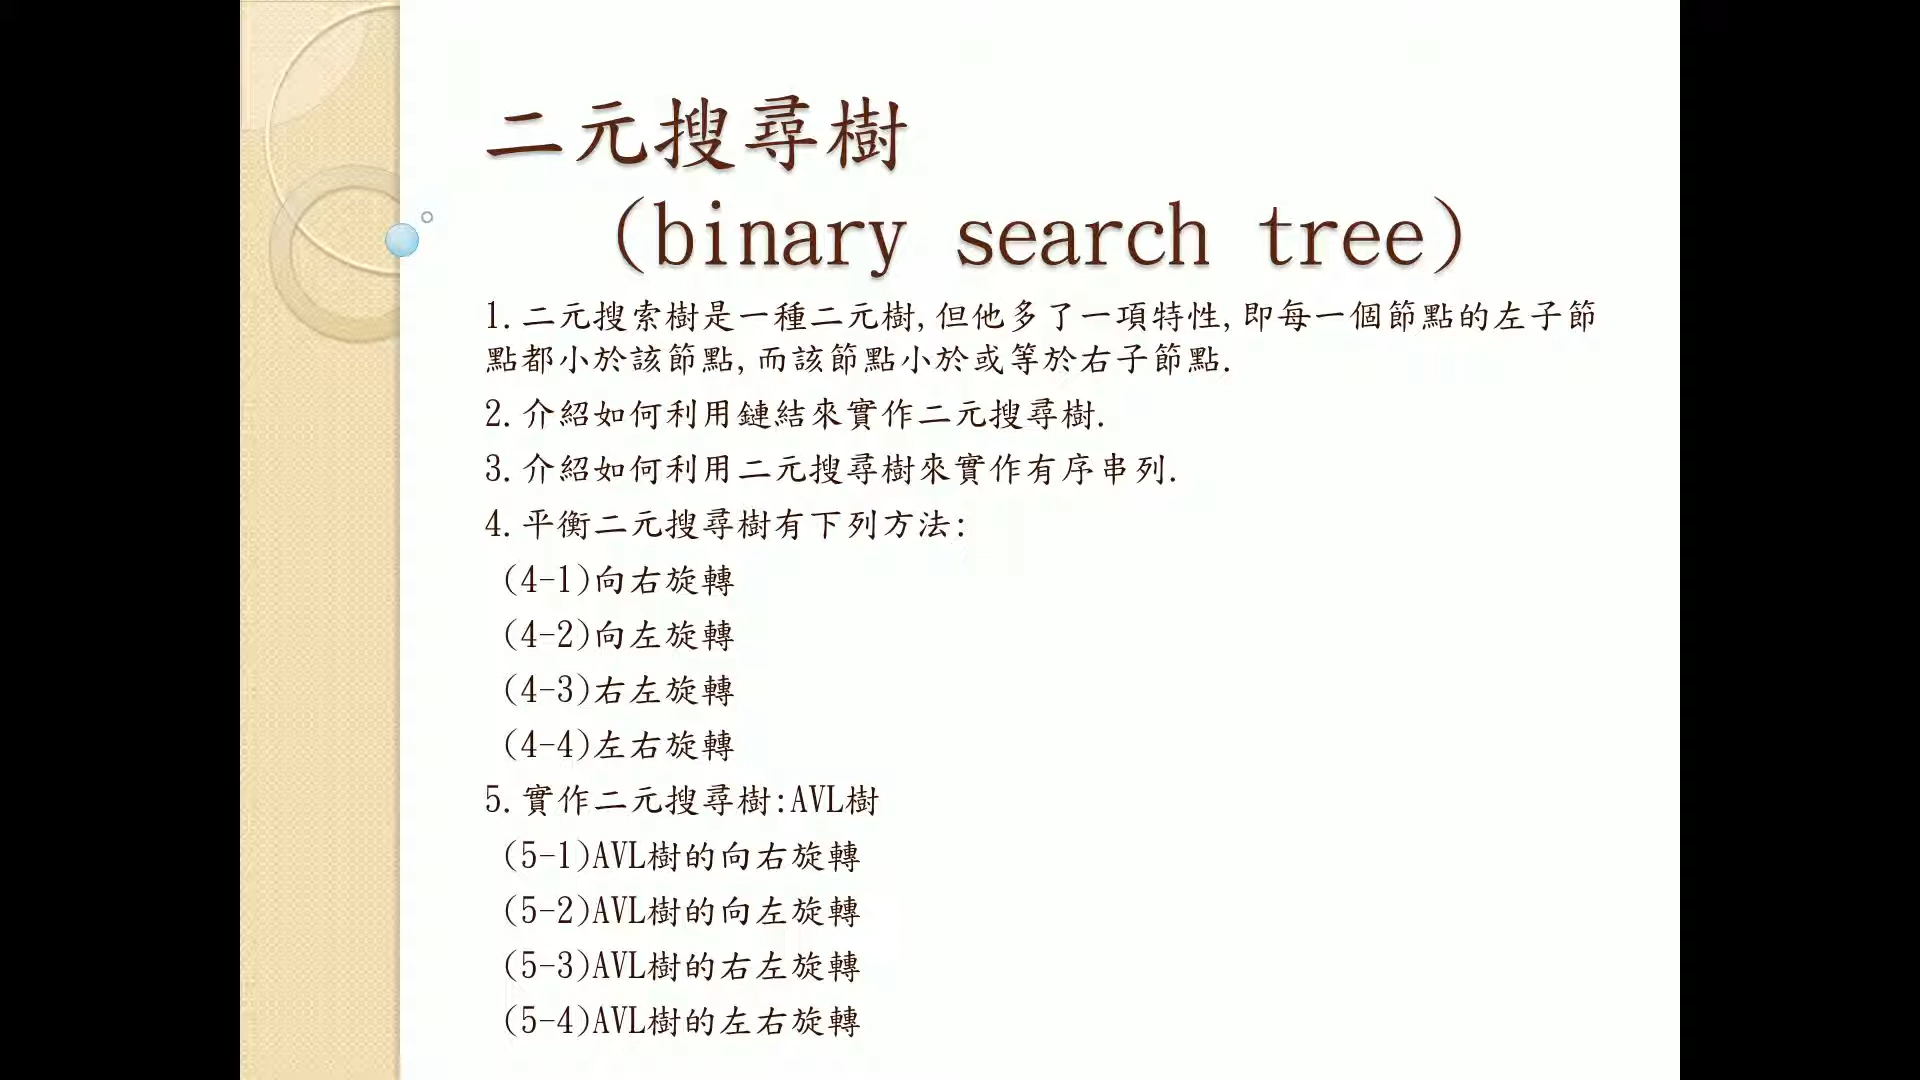 二元搜尋樹
(binary search tree)
1.二元搜索樹是一種二元樹,但他多了一項特性,即每一個節點的左子節
點都小於該節點,而該節點小於或等於右子節點.
2.介紹如何利用鏈結來實作二元搜尋樹.
3.介紹如何利用二元搜尋樹來實作有序串列.
4.平衡二元搜尋樹有下列方法:
(4-1)向右旋轉
(4-2)向左旋轉
(4-3)右左旋轉
(4-4)左右旋轉
5.實作二元搜尋樹:AVL樹
(5-1)AVL樹的向右旋轉
(5-2)AVL樹的向左旋轉
(5-3)AVL樹的右左旋轉
(5-4)AVL樹的左右旋轉